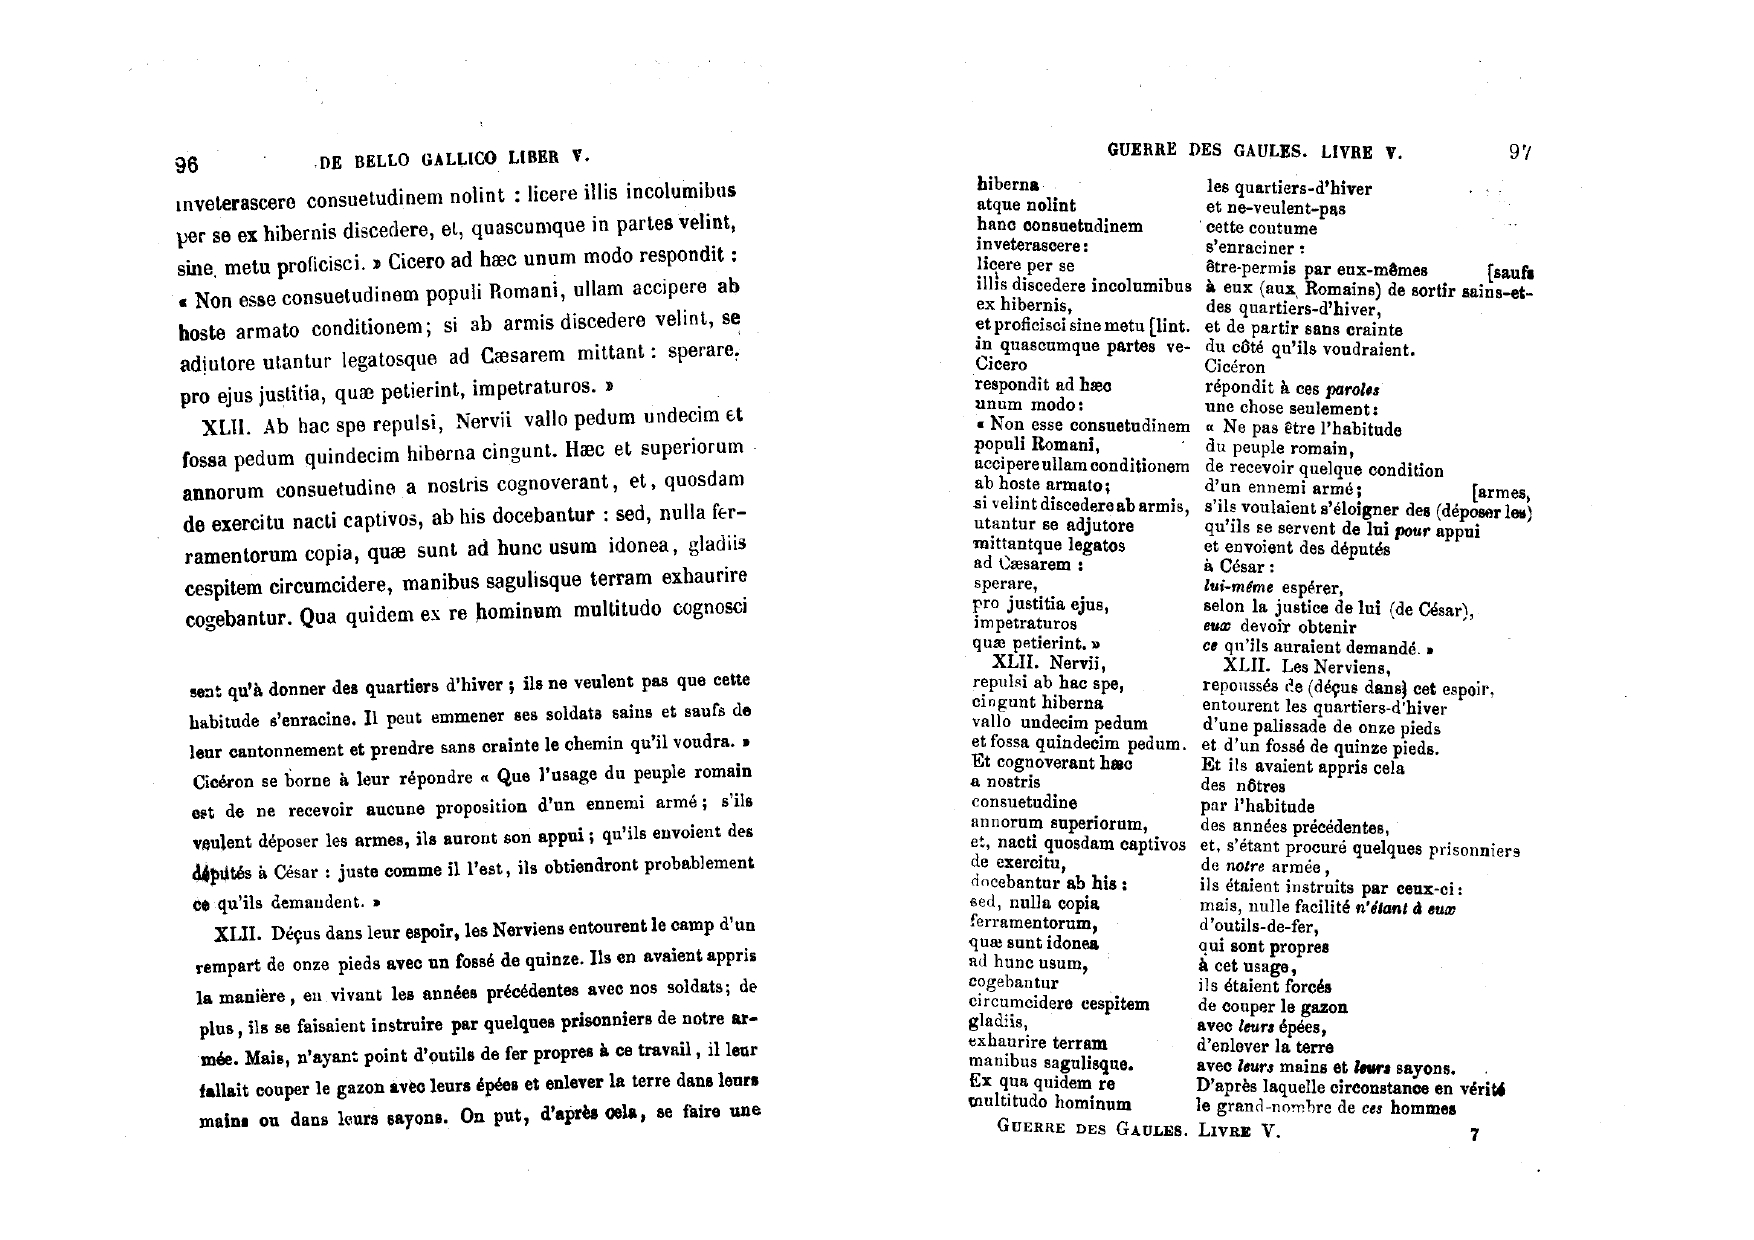 96 DE BELLO GALLICO LIBER V.
inveterascere consuetudinem nolint : licere illis incolumibus
per se ex hibernis discedere, et, quascumque in partes velint,
sine metu proficisci. » Cicero ad hæc unum modo respondit :
« Non esse consuetudinem populi Romani, ullam accipere ab
hoste armato conditionem; si ab armis discedere velint, se
adjutore utantur legatosque ad Cæsarem mittant : sperare,
pro ejus justitia, quæ petierint, impetraturos. »
XLII. Ab hac spe repulsi, Nervii vallo pedum undecim et
fossa pedum quindecim hiberna cingunt. Hæc et superiorum
annorum consuetudine a nostris cognoverant, et, quosdam
de exercitu nacti captivos, ab his docebantur : sed, nulla fer-
ramentorum copia, quæ sunt ad hunc usum idonea, gladiis
cespitem circumcidere, manibus sagulisque terram exhaurire
cogebantur. Qua quidem ex re hominum multitudo cognosci
sent qu'à donner des quartiers d'hiver ; ils ne veulent pas que cette
habitude s'enracine. Il peut emmener ses soldats sains et saufs de
leur cantonnement et prendre sans crainte le chemin qu'il voudra. »
Cicéron se borne à leur répondre « Que l'usage du peuple romain
est de ne recevoir aucune proposition d'un ennemi armé ; s'ils
veulent déposer les armes, ils auront son appui ; qu'ils envoient des
députés à César : juste comme il l'est, ils obtiendront probablement
ce qu'ils demandent. »
XLII. Déçus dans leur espoir, les Nerviens entourent le camp d'un
rempart de onze pieds avec un fossé de quinze. Ils en avaient appris
la manière, en vivant les années précédentes avec nos soldats; de
plus, ils se faisaient instruire par quelques prisonniers de notre ar-
mée. Mais, n'ayant point d'outils de fer propres à ce travail, il leur
fallait couper le gazon avec leurs épées et enlever la terre dans leurs
mains ou dans leurs sayons. On put, d'après cela, se faire une
GUERRE DES GAULES. LIVRE V. 97
hiberna les quartiers-d'hiver
atque nolint et ne-veulent-pas
hanc consuetudinem cette coutume
inveterascere : s'enraciner :
licere per se être-permis par eux-mêmes [saufs
illis discedere incolumibus à eux (aux Romains) de sortir sains-et-
ex hibernis, des quartiers-d'hiver,
et proficisci sine metu [lint. et de partir sans crainte
in quascumque partes ve- du côté qu'ils voudraient.
Cicero Cicéron
respondit ad hæc répondit à ces paroles
unum modo : une chose seulement :
« Non esse consuetudinem « Ne pas être l'habitude
populi Romani, du peuple romain,
accipere ullam conditionem de recevoir quelque condition
ab hoste armato; d'un ennemi armé; [armes,
si velint discedere ab armis, s'ils voulaient s'éloigner des (déposer les)
utantur se adjutore qu'ils se servent de lui pour appui
mittantque legatos et envoient des députés
ad Cæsarem : à César :
sperare, lui-même espérer,
pro justitia ejus, selon la justice de lui (de César),
impetraturos eux devoir obtenir
quæ petierint. » ce qu'ils auraient demandé. »
XLII. Nervii, XLII. Les Nerviens,
repulsi ab hac spe, repoussés de (déçus dans) cet espoir,
cingunt hiberna entourent les quartiers-d'hiver
vallo undecim pedum d'une palissade de onze pieds
et fossa quindecim pedum. et d'un fossé de quinze pieds.
Et cognoverant hæc Et ils avaient appris cela
a nostris des nôtres
consuetudine par l'habitude
annorum superiorum, des années précédentes,
et, nacti quosdam captivos et, s'étant procuré quelques prisonniers
de exercitu, de notre armée,
docebantur ab his : ils étaient instruits par ceux-ci :
sed, nulla copia mais, nulle facilité n'étant à eux
ferramentorum, d'outils-de-fer,
quæ sunt idonea qui sont propres
ad hunc usum, à cet usage,
cogebantur ils étaient forcés
circumcidere cespitem de couper le gazon
gladiis, avec leurs épées,
exhaurire terram d'enlever la terre
manibus sagulisque. avec leurs mains et leurs sayons.
Ex qua quidem re D'après laquelle circonstance en vérité
multitudo hominum le grand-nombre de ces hommes
GUERRE DES GAULES. LIVRE V. 7